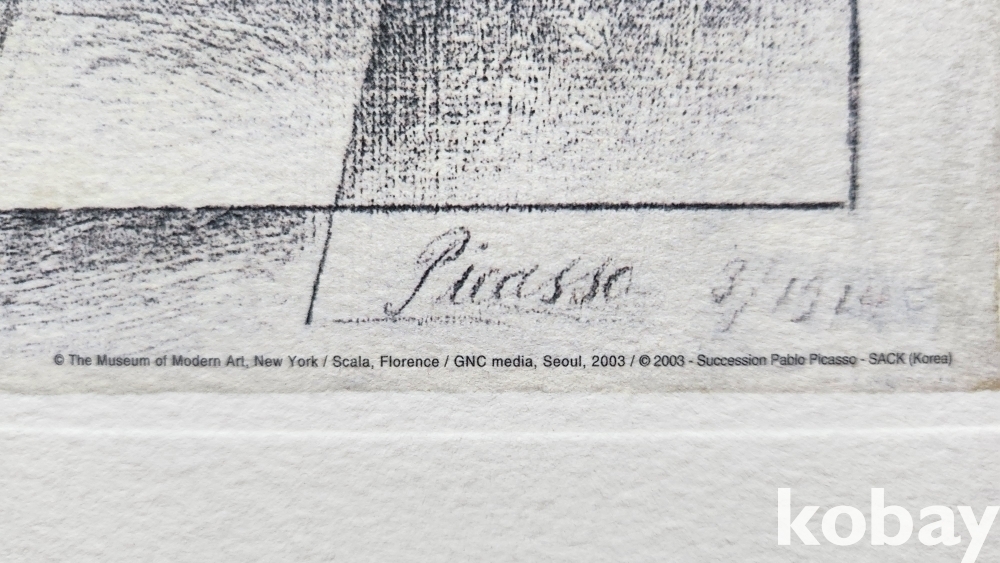 Picasso
© The Museum of Modern Art, New York / Scala, Florence / GNC media, Seoul, 2003 / © 2003 - Succession Pablo Picasso - SACK (Korea)
kobay